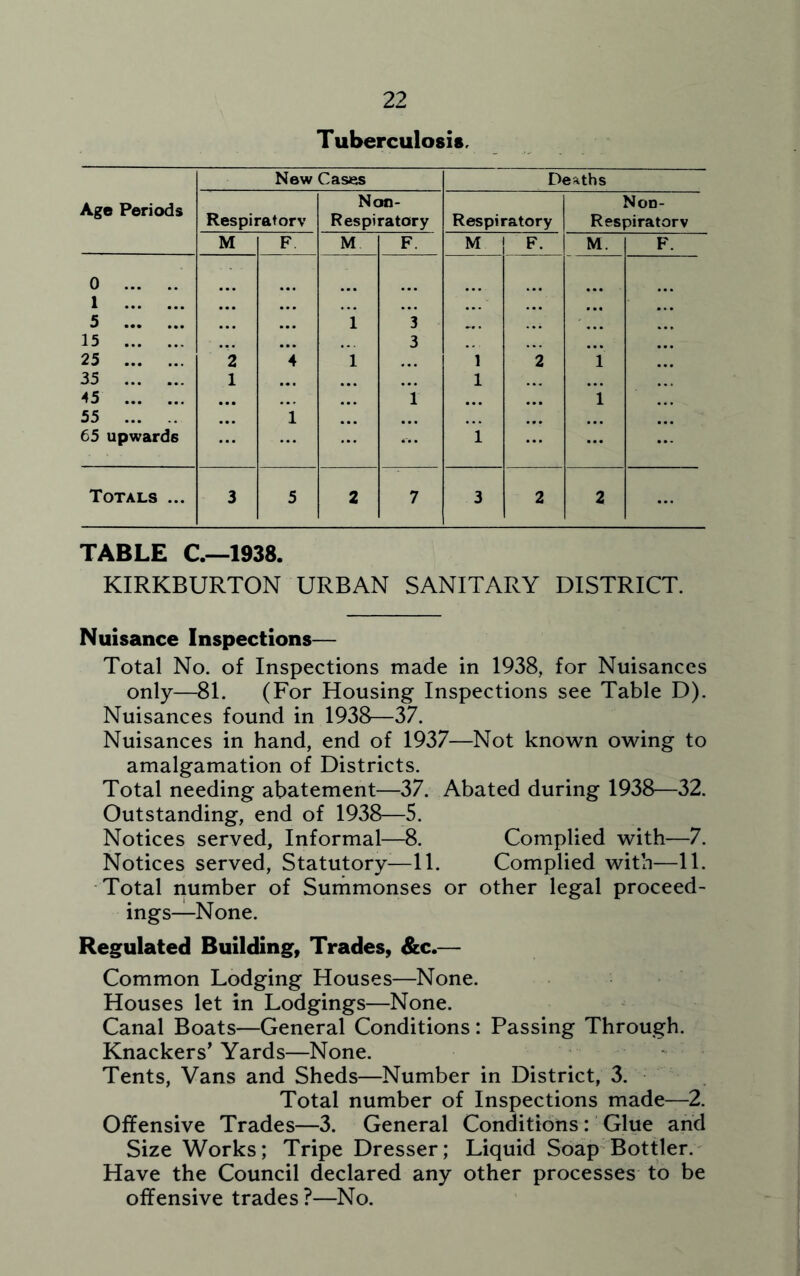 22
Tuberculosis.
Age Periods | New Cases | Deaths
Respiratory | Non-Respiratory | Respiratory | Non-Respiratory
M | F. | M. | F. | M | F. | M. | F.
0 ... .. | ... | ... | ... | ... | ... | ... | ... | ...
1 ... ... | ... | ... | ... | ... | ... | ... | ... | ...
5 ... ... | ... | ... | 1 | 3 | ... | ... | ... | ...
15 ... ... | ... | ... | ... | 3 | .. | ... | ... | ...
25 ... ... | 2 | 4 | 1 | ... | 1 | 2 | 1 | ...
35 ... ... | 1 | ... | ... | ... | 1 | ... | ... | ...
45 ... ... | ... | ... | ... | 1 | ... | ... | 1 | ...
55 ... .. | ... | 1 | ... | ... | ... | ... | ... | ...
65 upwards | ... | ... | ... | ... | 1 | ... | ... | ...
Totals ... | 3 | 5 | 2 | 7 | 3 | 2 | 2 | ...
TABLE C.—1938.
KIRKBURTON URBAN SANITARY DISTRICT.
Nuisance Inspections—
Total No. of Inspections made in 1938, for Nuisances
only—81. (For Housing Inspections see Table D).
Nuisances found in 1938—37.
Nuisances in hand, end of 1937—Not known owing to
amalgamation of Districts.
Total needing abatement—37. Abated during 1938—32.
Outstanding, end of 1938—5.
Notices served, Informal—8. Complied with—7.
Notices served, Statutory—11. Complied with—11.
Total number of Summonses or other legal proceed-
ings—None.
Regulated Building, Trades, &c.—
Common Lodging Houses—None.
Houses let in Lodgings—None.
Canal Boats—General Conditions: Passing Through.
Knackers' Yards—None.
Tents, Vans and Sheds—Number in District, 3.
Total number of Inspections made—2.
Offensive Trades—3. General Conditions: Glue and
Size Works; Tripe Dresser; Liquid Soap Bottler.
Have the Council declared any other processes to be
offensive trades?—No.